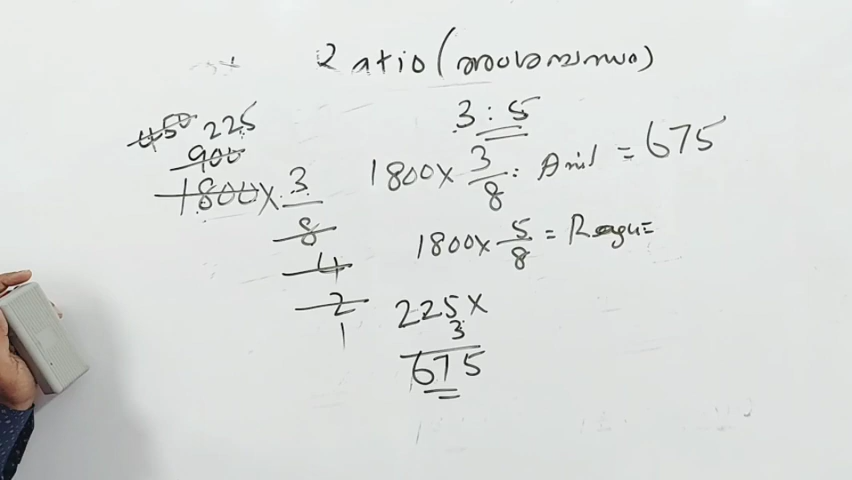 Ratio (അംശബന്ധം)
3 : 5
1800 × 3/8 : Anil = 675
1800 × 5/8 = Ragu =
450 225
900
1800 × 3
8
4
2
1
225 ×
3
675